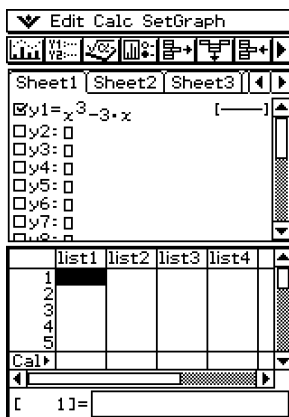 Edit Calc SetGraph
Sheet1 Sheet2 Sheet3
y1=x^3-3·x [—]
y2:
y3:
y4:
y5:
y6:
y7:
list1 list2 list3 list4
1
2
3
4
5
Cal
[ 1]=